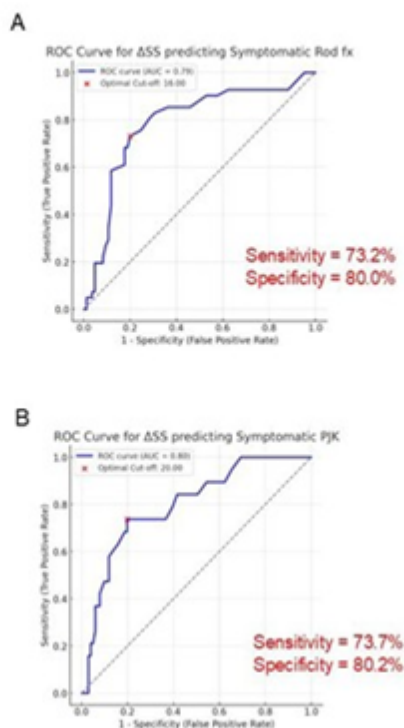 A
ROC Curve for ΔSS predicting Symptomatic Rod fx
1.0
ROC curve (AUC = 0.79)
Optimal Cut-off: 16.00
0.8
0.6
0.4
0.2
0.0
Sensitivity (True Positive Rate)
Sensitivity = 73.2%
Specificity = 80.0%
0.0 0.2 0.4 0.6 0.8 1.0
1 - Specificity (False Positive Rate)
B
ROC Curve for ΔSS predicting Symptomatic PJK
1.0
ROC curve (AUC = 0.80)
Optimal Cut-off: 20.00
0.8
0.6
0.4
0.2
0.0
Sensitivity (True Positive Rate)
Sensitivity = 73.7%
Specificity = 80.2%
0.0 0.2 0.4 0.6 0.8 1.0
1 - Specificity (False Positive Rate)